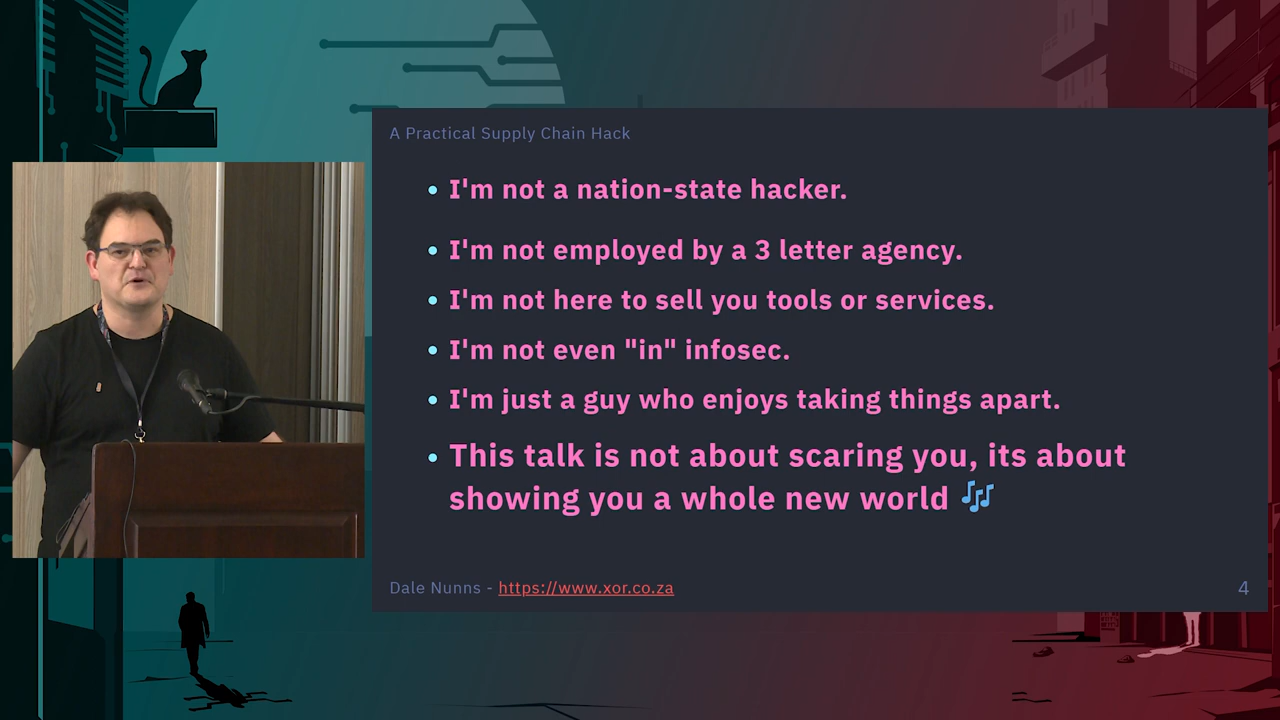 A Practical Supply Chain Hack
I'm not a nation-state hacker.
I'm not employed by a 3 letter agency.
I'm not here to sell you tools or services.
I'm not even "in" infosec.
I'm just a guy who enjoys taking things apart.
This talk is not about scaring you, its about
showing you a whole new world 🎶
Dale Nunns - https://www.xor.co.za
4